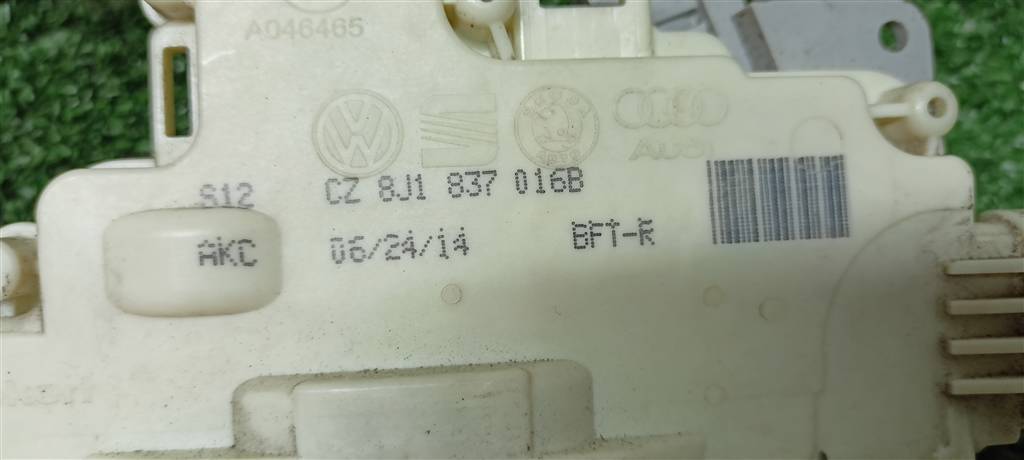 A046465
S12 CZ 8J1 837 016B
AKC 06/24/14 BFT-R
AUDI